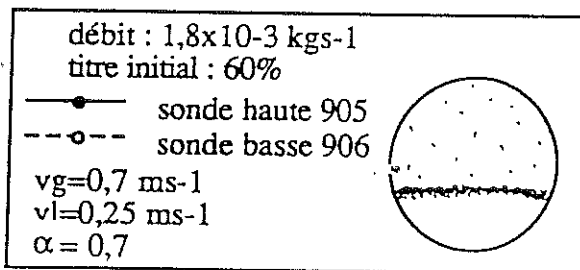 débit : 1,8x10-3 kgs-1
titre initial : 60%
sonde haute 905
sonde basse 906
vg=0,7 ms-1
vl=0,25 ms-1
α = 0,7